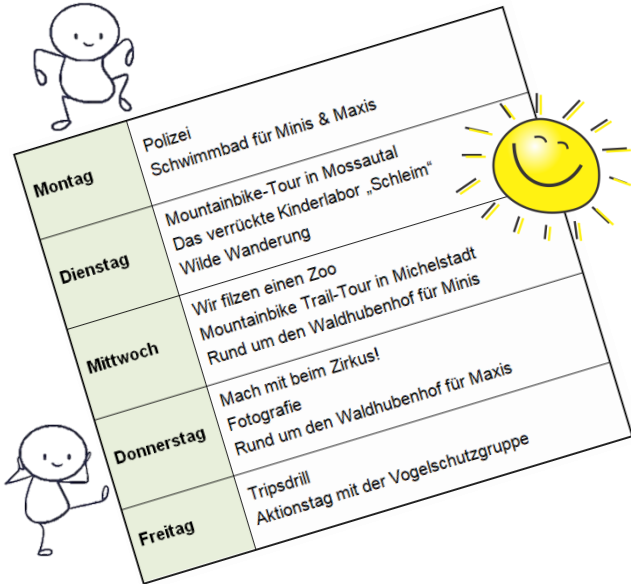 Montag
Polizei
Schwimmbad für Minis & Maxis
Dienstag
Mountainbike-Tour in Mossautal
Das verrückte Kinderlabor „Schleim“
Wilde Wanderung
Mittwoch
Wir filzen einen Zoo
Mountainbike Trail-Tour in Michelstadt
Rund um den Waldhubenhof für Minis
Donnerstag
Mach mit beim Zirkus!
Fotografie
Rund um den Waldhubenhof für Maxis
Freitag
Tripsdrill
Aktionstag mit der Vogelschutzgruppe